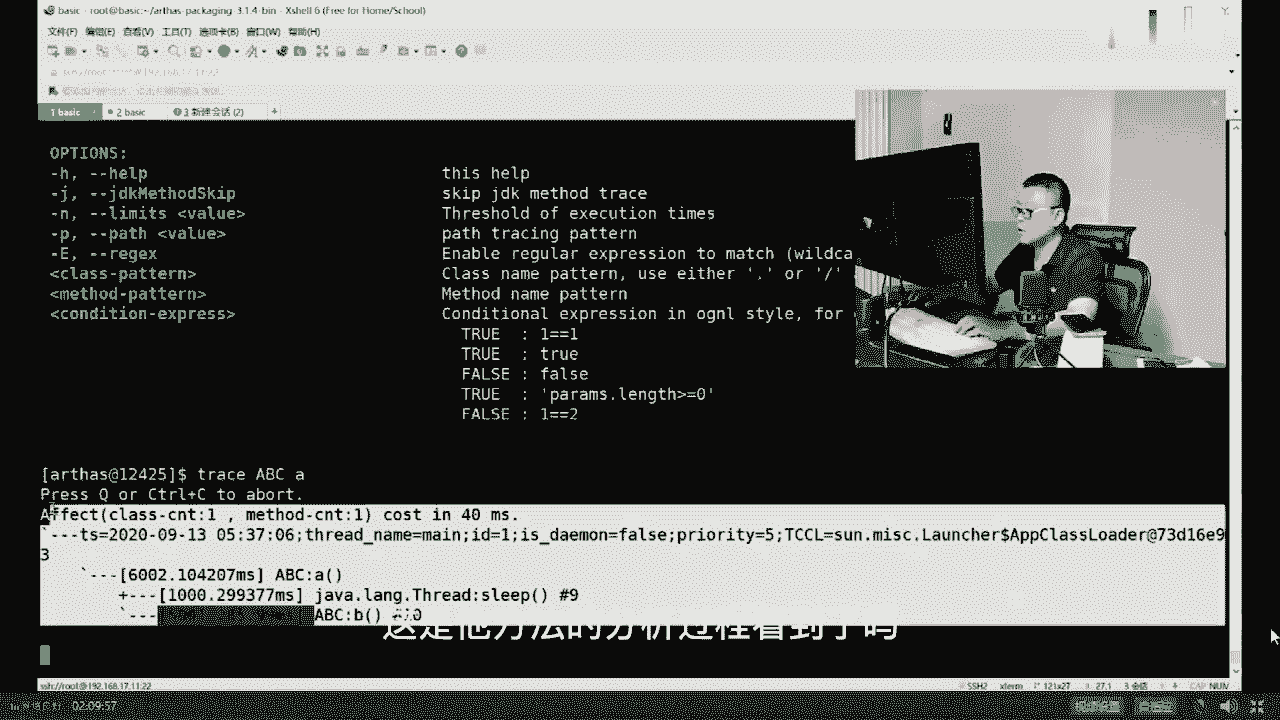 basic - root@basic:~/arthas-packaging-3.1.4-bin - Xshell 6 (Free for Home/School)
文件(F) 编辑(E) 查看(V) 工具(T) 选项卡(B) 窗口(W) 帮助(H)
1 basic 2 basic 3 新建会话 (2) +
OPTIONS:
-h, --help this help
-j, --jdkMethodSkip skip jdk method trace
-n, --limits <value> Threshold of execution times
-p, --path <value> path tracing pattern
-E, --regex Enable regular expression to match (wildca
<class-pattern> Class name pattern, use either '.' or '/'
<method-pattern> Method name pattern
<condition-express> Conditional expression in ognl style, for
TRUE : 1==1
TRUE : true
FALSE : false
TRUE : 'params.length>=0'
FALSE : 1==2
[arthas@12425]$ trace ABC a
Press Q or Ctrl+C to abort.
Affect(class-cnt:1 , method-cnt:1) cost in 40 ms.
`---ts=2020-09-13 05:37:06;thread_name=main;id=1;is_daemon=false;priority=5;TCCL=sun.misc.Launcher$AppClassLoader@73d16e9
3
`---[6002.104207ms] ABC:a()
+---[1000.299377ms] java.lang.Thread:sleep() #9
`--- ABC:b() #10
这是他方法的分析过程看到了吗
ssh://root@192.168.17.11:22 SSH2 xterm 121x27 27,1 3 会话 CAP NUM
02:09:57